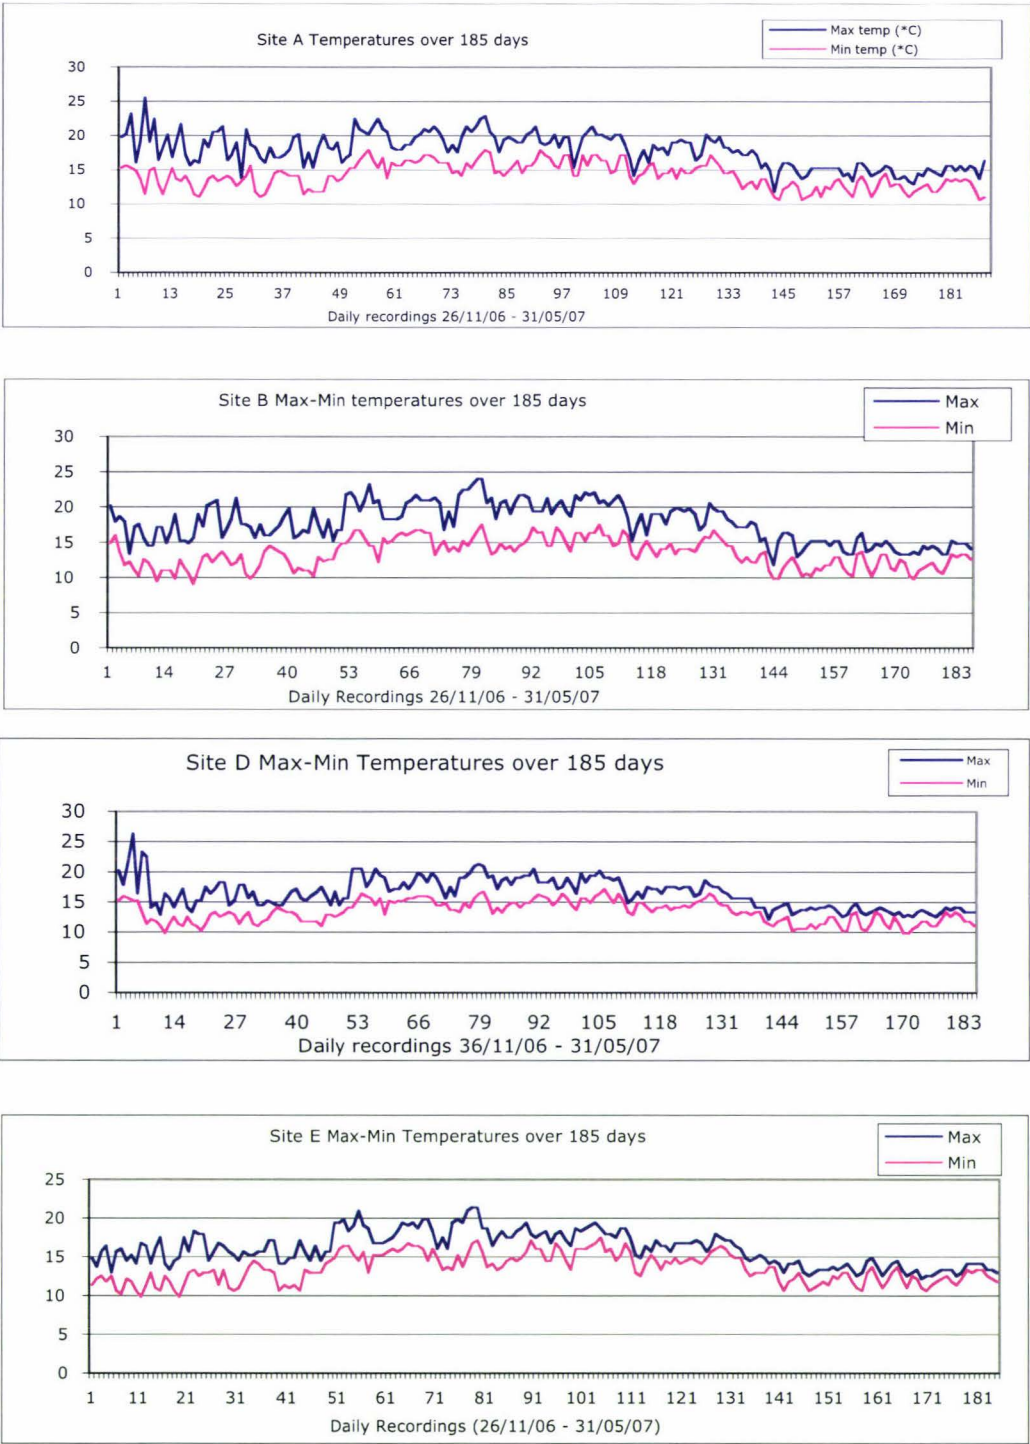 Site A Temperatures over 185 days
Max temp (*C)
Min temp (*C)
30
25
20
15
10
5
0
1 13 25 37 49 61 73 85 97 109 121 133 145 157 169 181
Daily recordings 26/11/06 - 31/05/07
Site B Max-Min temperatures over 185 days
Max
Min
30
25
20
15
10
5
0
1 14 27 40 53 66 79 92 105 118 131 144 157 170 183
Daily Recordings 26/11/06 - 31/05/07
Site D Max-Min Temperatures over 185 days
Max
Min
30
25
20
15
10
5
0
1 14 27 40 53 66 79 92 105 118 131 144 157 170 183
Daily recordings 36/11/06 - 31/05/07
Site E Max-Min Temperatures over 185 days
Max
Min
25
20
15
10
5
0
1 11 21 31 41 51 61 71 81 91 101 111 121 131 141 151 161 171 181
Daily Recordings (26/11/06 - 31/05/07)